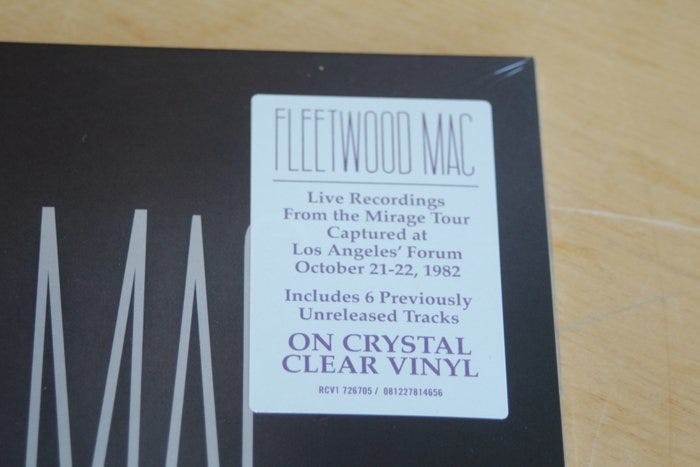 FLEETWOOD MAC
Live Recordings
From the Mirage Tour
Captured at
Los Angeles' Forum
October 21-22, 1982
Includes 6 Previously
Unreleased Tracks
ON CRYSTAL
CLEAR VINYL
RCV1 726705 / 081227814656
MA